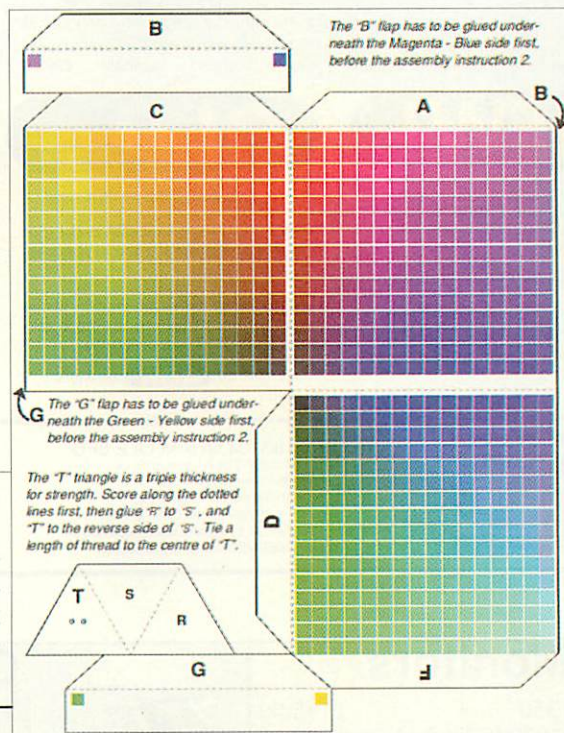 B
The "B" flap has to be glued under-
neath the Magenta - Blue side first,
before the assembly instruction 2.
B
C
A
G
The "G" flap has to be glued under-
neath the Green - Yellow side first,
before the assembly instruction 2.
The "T" triangle is a triple thickness
for strength. Score along the dotted
lines first, then glue "R" to "S", and
"T" to the reverse side of "S". Tie a
length of thread to the centre of "T".
D
T
S
R
G
F